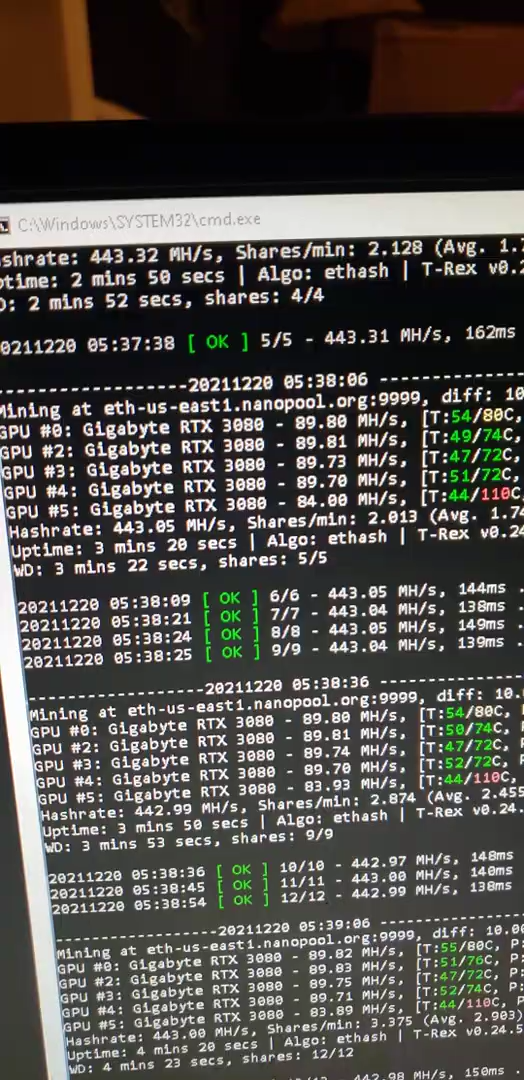 C:\Windows\SYSTEM32\cmd.exe
ashrate: 443.32 MH/s, Shares/min: 2.128 (Avg. 1.
ptime: 2 mins 50 secs | Algo: ethash | T-Rex v0.2
D: 2 mins 52 secs, shares: 4/4
0211220 05:37:38 [ OK ] 5/5 - 443.31 MH/s, 162ms
-----------------20211220 05:38:06 --------------
Mining at eth-us-east1.nanopool.org:9999, diff: 10
GPU #0: Gigabyte RTX 3080 - 89.80 MH/s, [T:54/80C,
GPU #2: Gigabyte RTX 3080 - 89.81 MH/s, [T:49/74C,
GPU #3: Gigabyte RTX 3080 - 89.73 MH/s, [T:47/72C,
GPU #4: Gigabyte RTX 3080 - 89.70 MH/s, [T:51/72C,
GPU #5: Gigabyte RTX 3080 - 84.00 MH/s, [T:44/110C
Hashrate: 443.05 MH/s, Shares/min: 2.013 (Avg. 1.7
Uptime: 3 mins 20 secs | Algo: ethash | T-Rex v0.24
WD: 3 mins 22 secs, shares: 5/5
20211220 05:38:09 [ OK ] 6/6 - 443.05 MH/s, 144ms
20211220 05:38:21 [ OK ] 7/7 - 443.04 MH/s, 138ms
20211220 05:38:24 [ OK ] 8/8 - 443.05 MH/s, 149ms
20211220 05:38:25 [ OK ] 9/9 - 443.04 MH/s, 139ms
-----------------20211220 05:38:36 --------------
Mining at eth-us-east1.nanopool.org:9999, diff: 10.
GPU #0: Gigabyte RTX 3080 - 89.80 MH/s, [T:54/80C,
GPU #2: Gigabyte RTX 3080 - 89.81 MH/s, [T:50/74C,
GPU #3: Gigabyte RTX 3080 - 89.74 MH/s, [T:47/72C,
GPU #4: Gigabyte RTX 3080 - 89.70 MH/s, [T:52/72C,
GPU #5: Gigabyte RTX 3080 - 83.93 MH/s, [T:44/110C,
Hashrate: 442.99 MH/s, Shares/min: 2.874 (Avg. 2.455
Uptime: 3 mins 50 secs | Algo: ethash | T-Rex v0.24.
WD: 3 mins 53 secs, shares: 9/9
20211220 05:38:36 [ OK ] 10/10 - 442.97 MH/s, 148ms
20211220 05:38:45 [ OK ] 11/11 - 443.00 MH/s, 140ms
20211220 05:38:54 [ OK ] 12/12 - 442.99 MH/s, 138ms
-----------------20211220 05:39:06 --------------
Mining at eth-us-east1.nanopool.org:9999, diff: 10.00
GPU #0: Gigabyte RTX 3080 - 89.82 MH/s, [T:55/80C, P:
GPU #2: Gigabyte RTX 3080 - 89.83 MH/s, [T:51/76C, P:
GPU #3: Gigabyte RTX 3080 - 89.75 MH/s, [T:47/72C, P:
GPU #4: Gigabyte RTX 3080 - 89.71 MH/s, [T:52/74C, P:
GPU #5: Gigabyte RTX 3080 - 83.89 MH/s, [T:44/110C, P:
Hashrate: 443.00 MH/s, Shares/min: 3.375 (Avg. 2.903)
Uptime: 4 mins 20 secs | Algo: ethash | T-Rex v0.24.5
WD: 4 mins 23 secs, shares: 12/12
442.98 MH/s, 150ms